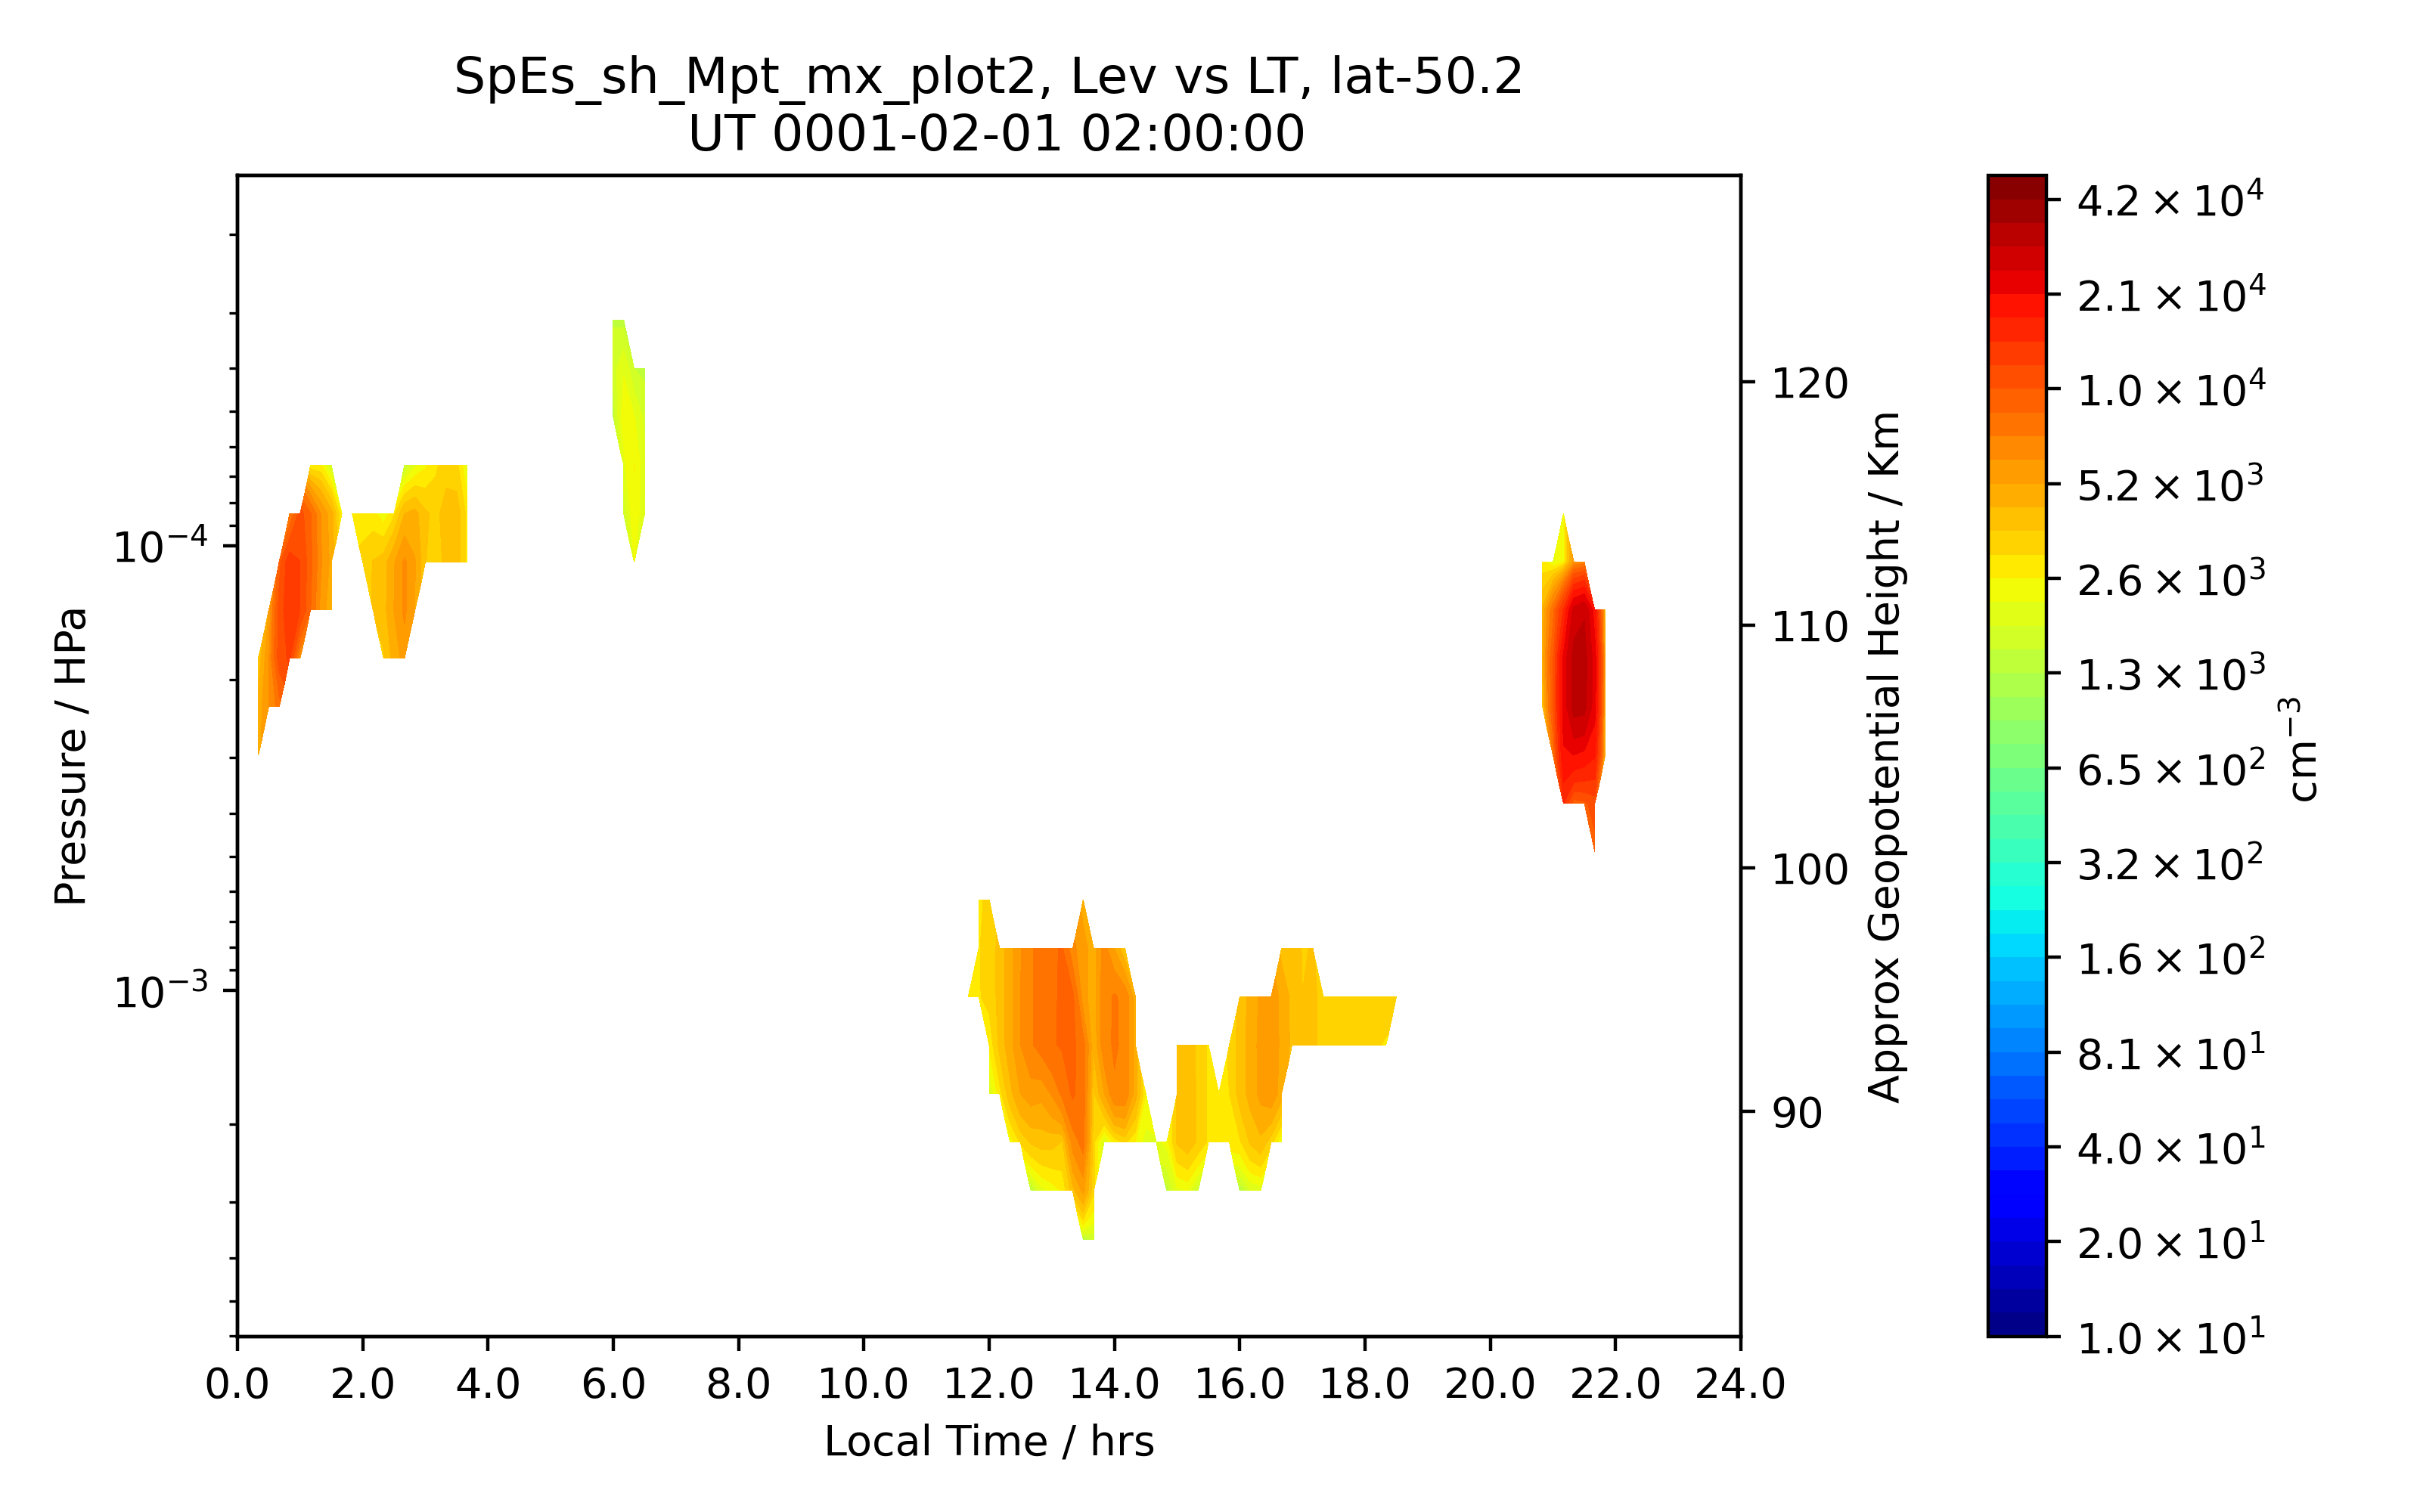 SpEs_sh_Mpt_mx_plot2, Lev vs LT, lat-50.2
UT 0001-02-01 02:00:00
Pressure / HPa
10⁻⁴
10⁻³
0.0 2.0 4.0 6.0 8.0 10.0 12.0 14.0 16.0 18.0 20.0 22.0 24.0
Local Time / hrs
120
110
100
90
Approx Geopotential Height / Km
4.2 × 10⁴
2.1 × 10⁴
1.0 × 10⁴
5.2 × 10³
2.6 × 10³
1.3 × 10³
6.5 × 10²
3.2 × 10²
1.6 × 10²
8.1 × 10¹
4.0 × 10¹
2.0 × 10¹
1.0 × 10¹
cm⁻³